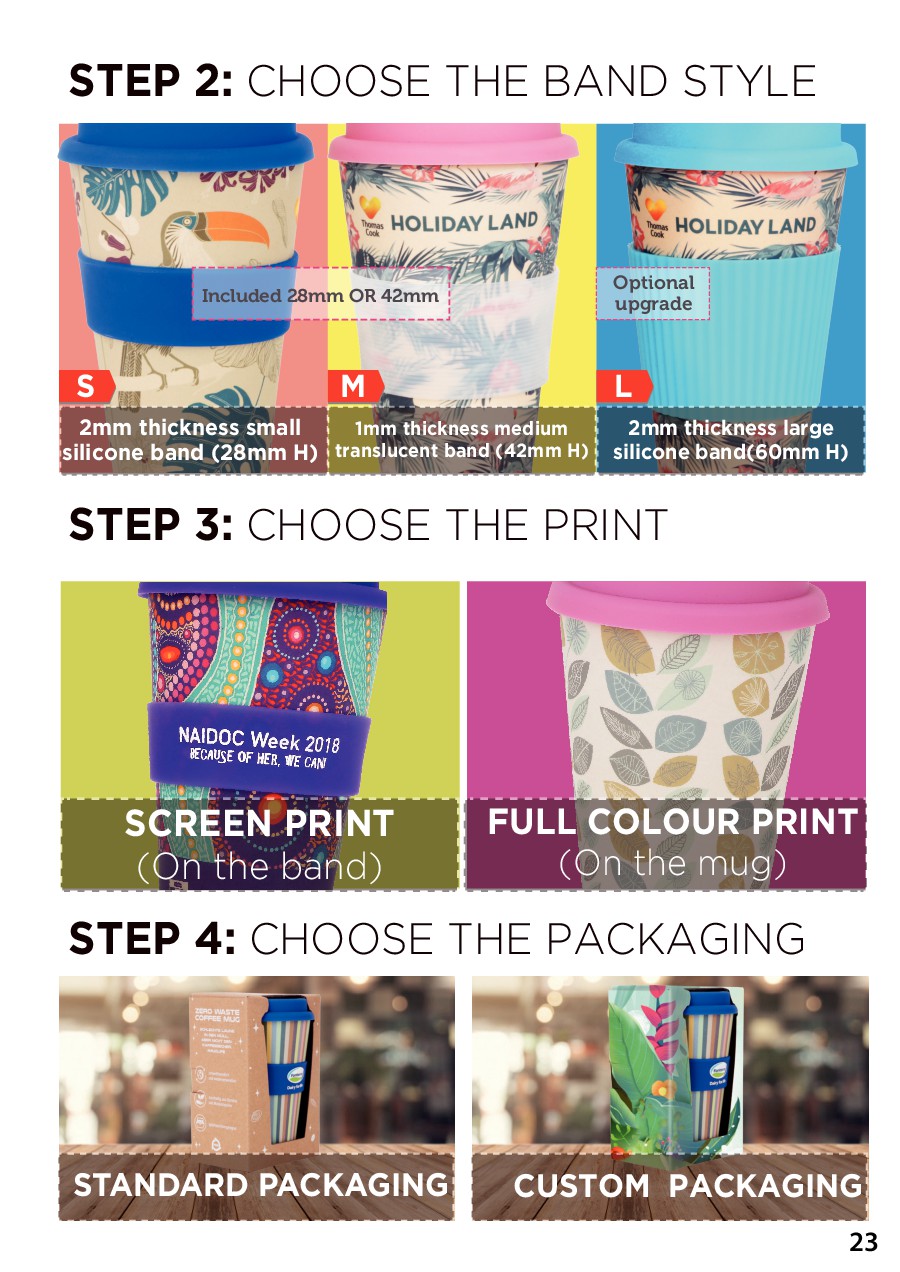 STEP 2: CHOOSE THE BAND STYLE
Thomas
Cook
HOLIDAY LAND
Thomas
Cook
HOLIDAY LAND
Included 28mm OR 42mm
Optional
upgrade
S
M
L
2mm thickness small
silicone band (28mm H)
1mm thickness medium
translucent band (42mm H)
2mm thickness large
silicone band(60mm H)
STEP 3: CHOOSE THE PRINT
NAIDOC Week 2018
BECAUSE OF HER, WE CAN!
SCREEN PRINT
(On the band)
FULL COLOUR PRINT
(On the mug)
STEP 4: CHOOSE THE PACKAGING
ZERO WASTE
COFFEE MUG
STANDARD PACKAGING
CUSTOM PACKAGING
23